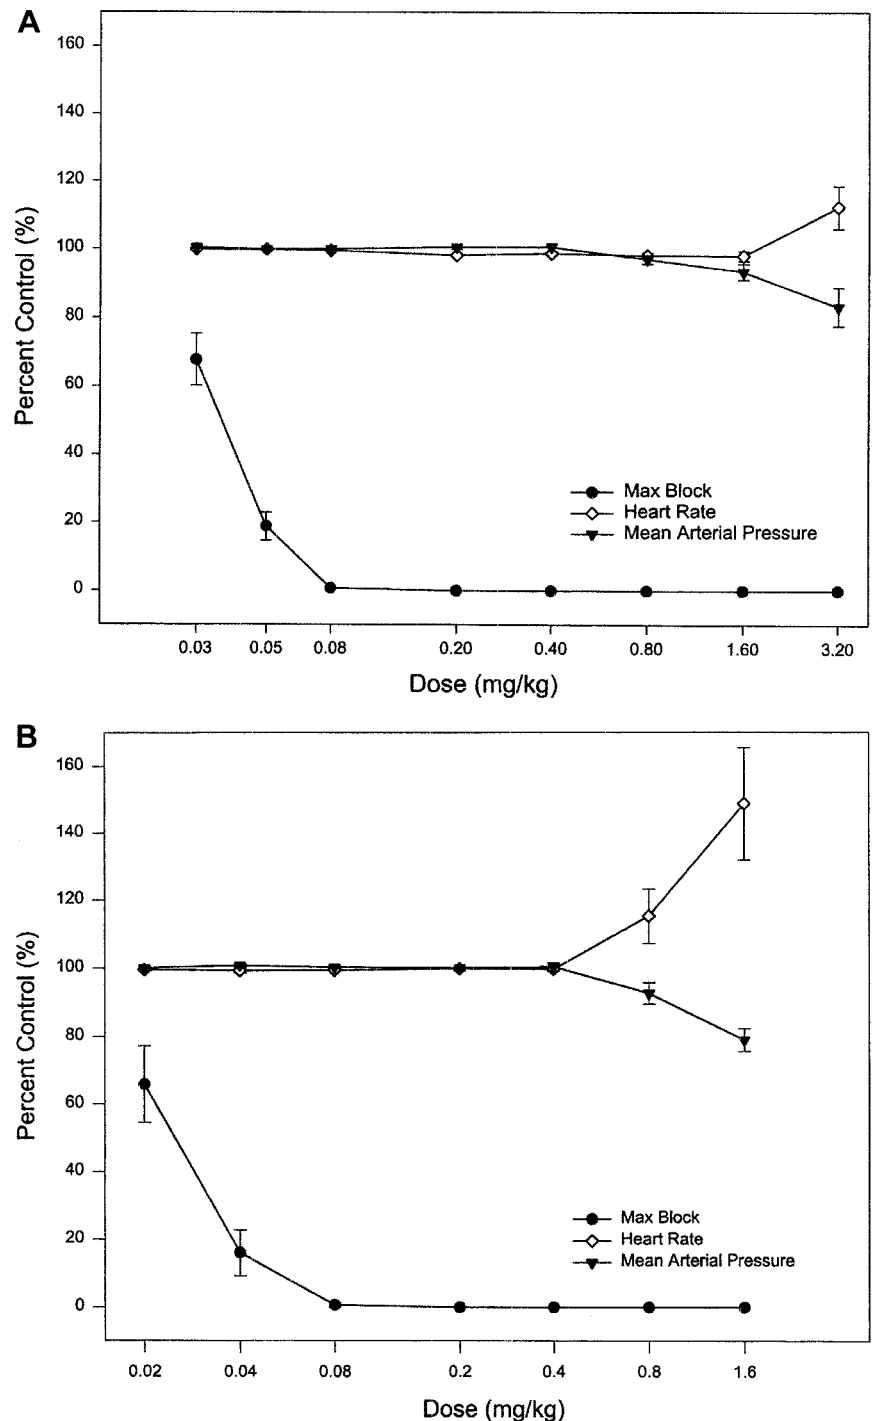 A
160
140
120
100
80
60
40
20
0
Percent Control (%)
Max Block
Heart Rate
Mean Arterial Pressure
0.03 0.05 0.08 0.20 0.40 0.80 1.60 3.20
Dose (mg/kg)
B
160
140
120
100
80
60
40
20
0
Percent Control (%)
Max Block
Heart Rate
Mean Arterial Pressure
0.02 0.04 0.08 0.2 0.4 0.8 1.6
Dose (mg/kg)